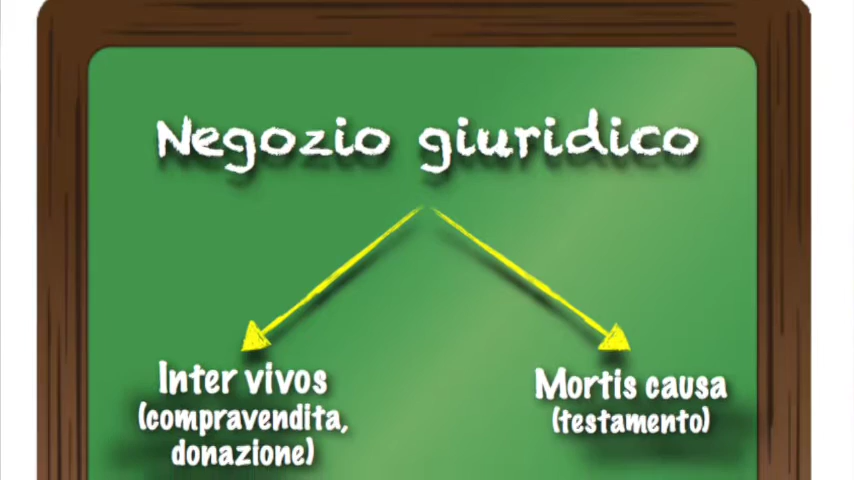 Negozio giuridico
Inter vivos
(compravendita,
donazione)
Mortis causa
(testamento)